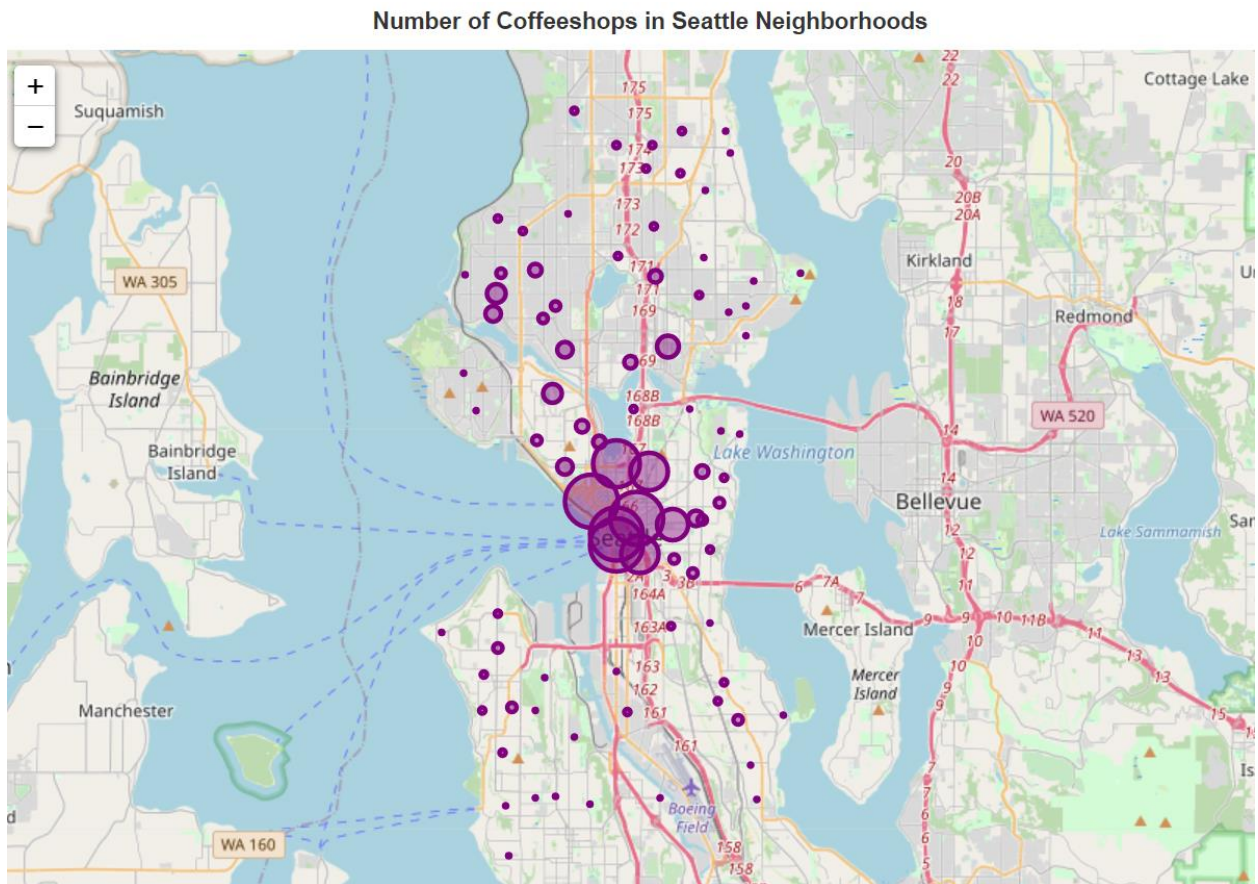 Number of Coffeeshops in Seattle Neighborhoods
+
−
Suquamish
Cottage Lake
22
22
175
175
174
173
20
20B
20A
173
172
WA 305
171
171
169
Kirkland
18
17
Redmond
Bainbridge
Island
169
168B
168B
WA 520
14
14
Bainbridge
Island
Lake Washington
Bellevue
Lake Sammamish
12
12
11
2A
3
3B
164A
6
7A
7
9
9
9
10
10
11B
11
13
13
163A
Mercer Island
163
162
161
161
Mercer
Island
10
9
9
15
Manchester
7
7
6
6
5
Boeing
Field
158
158
WA 160